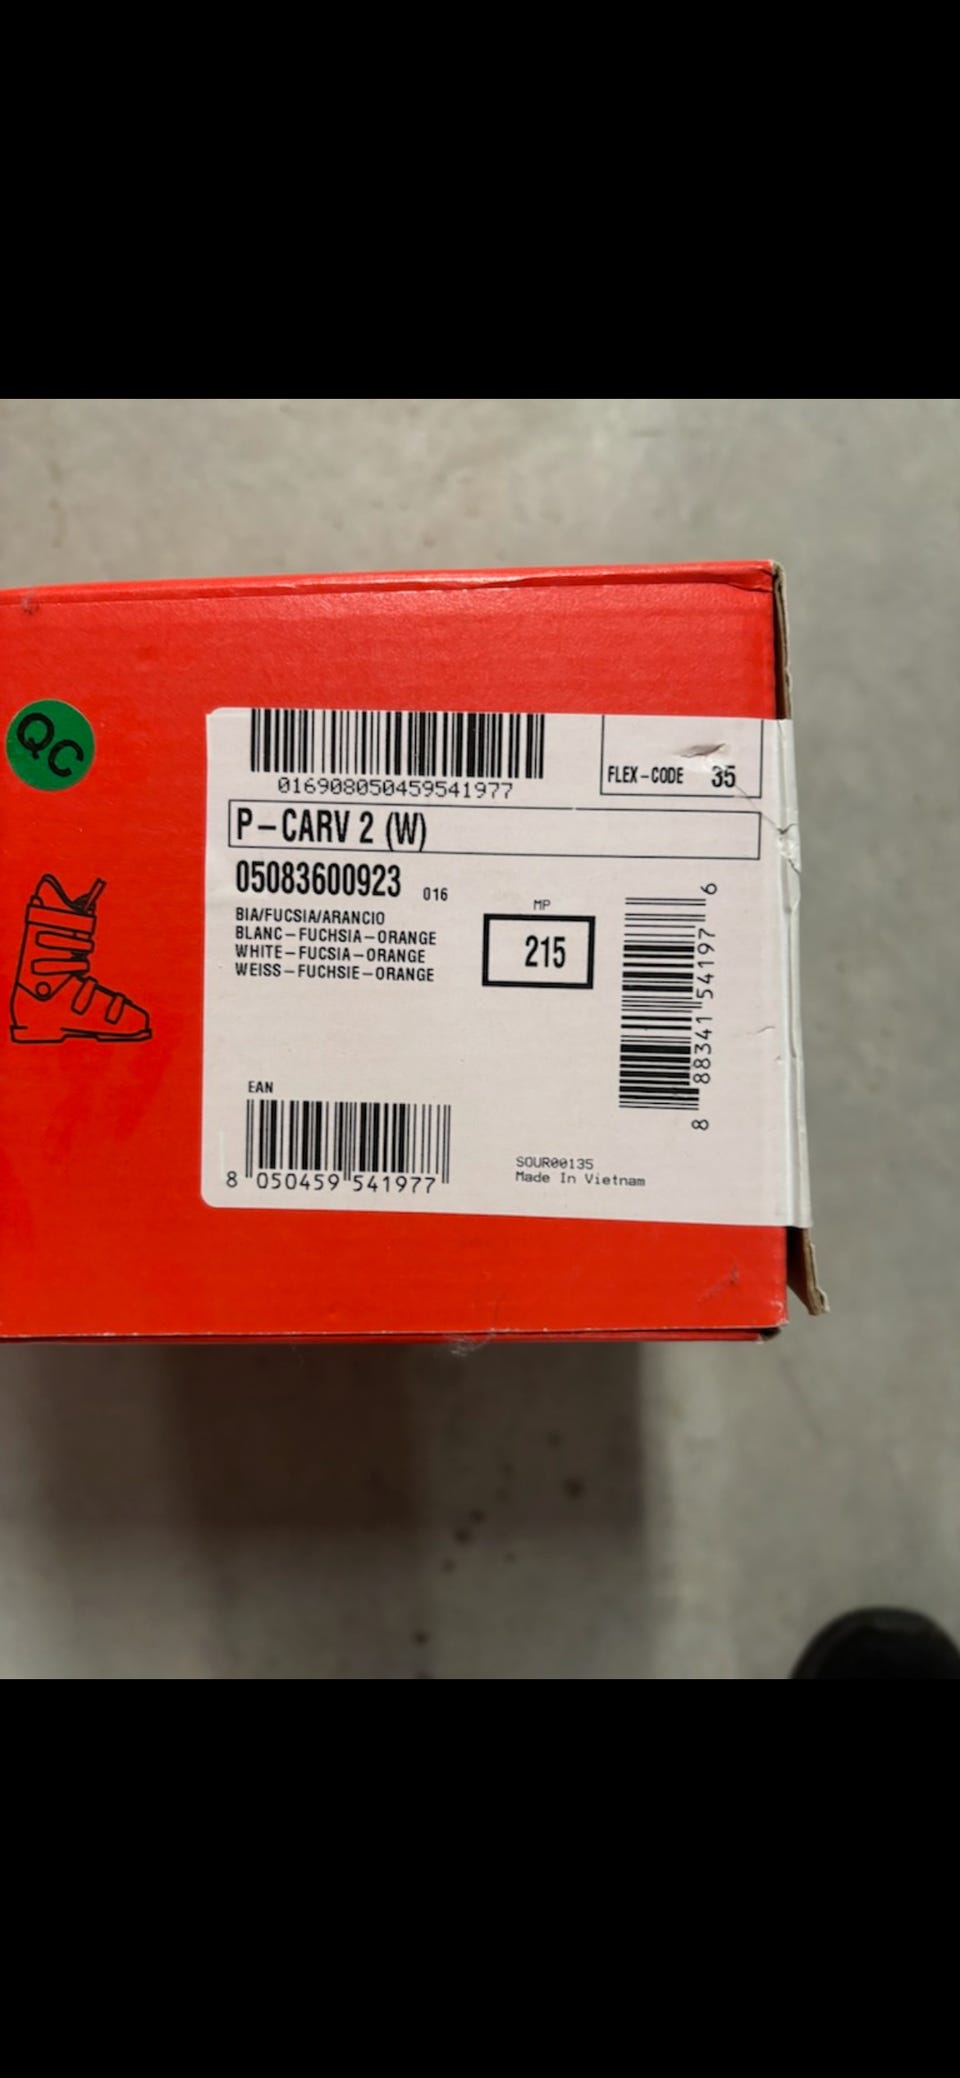 QC
016908050459541977
FLEX-CODE 35
P-CARV 2 (W)
05083600923 016
BIA/FUCSIA/ARANCIO
BLANC-FUCHSIA-ORANGE
WHITE-FUCSIA-ORANGE
WEISS-FUCHSIE-ORANGE
MP
215
8 88341 54197 6
EAN
8 050459 541977
SOUR00135
Made In Vietnam